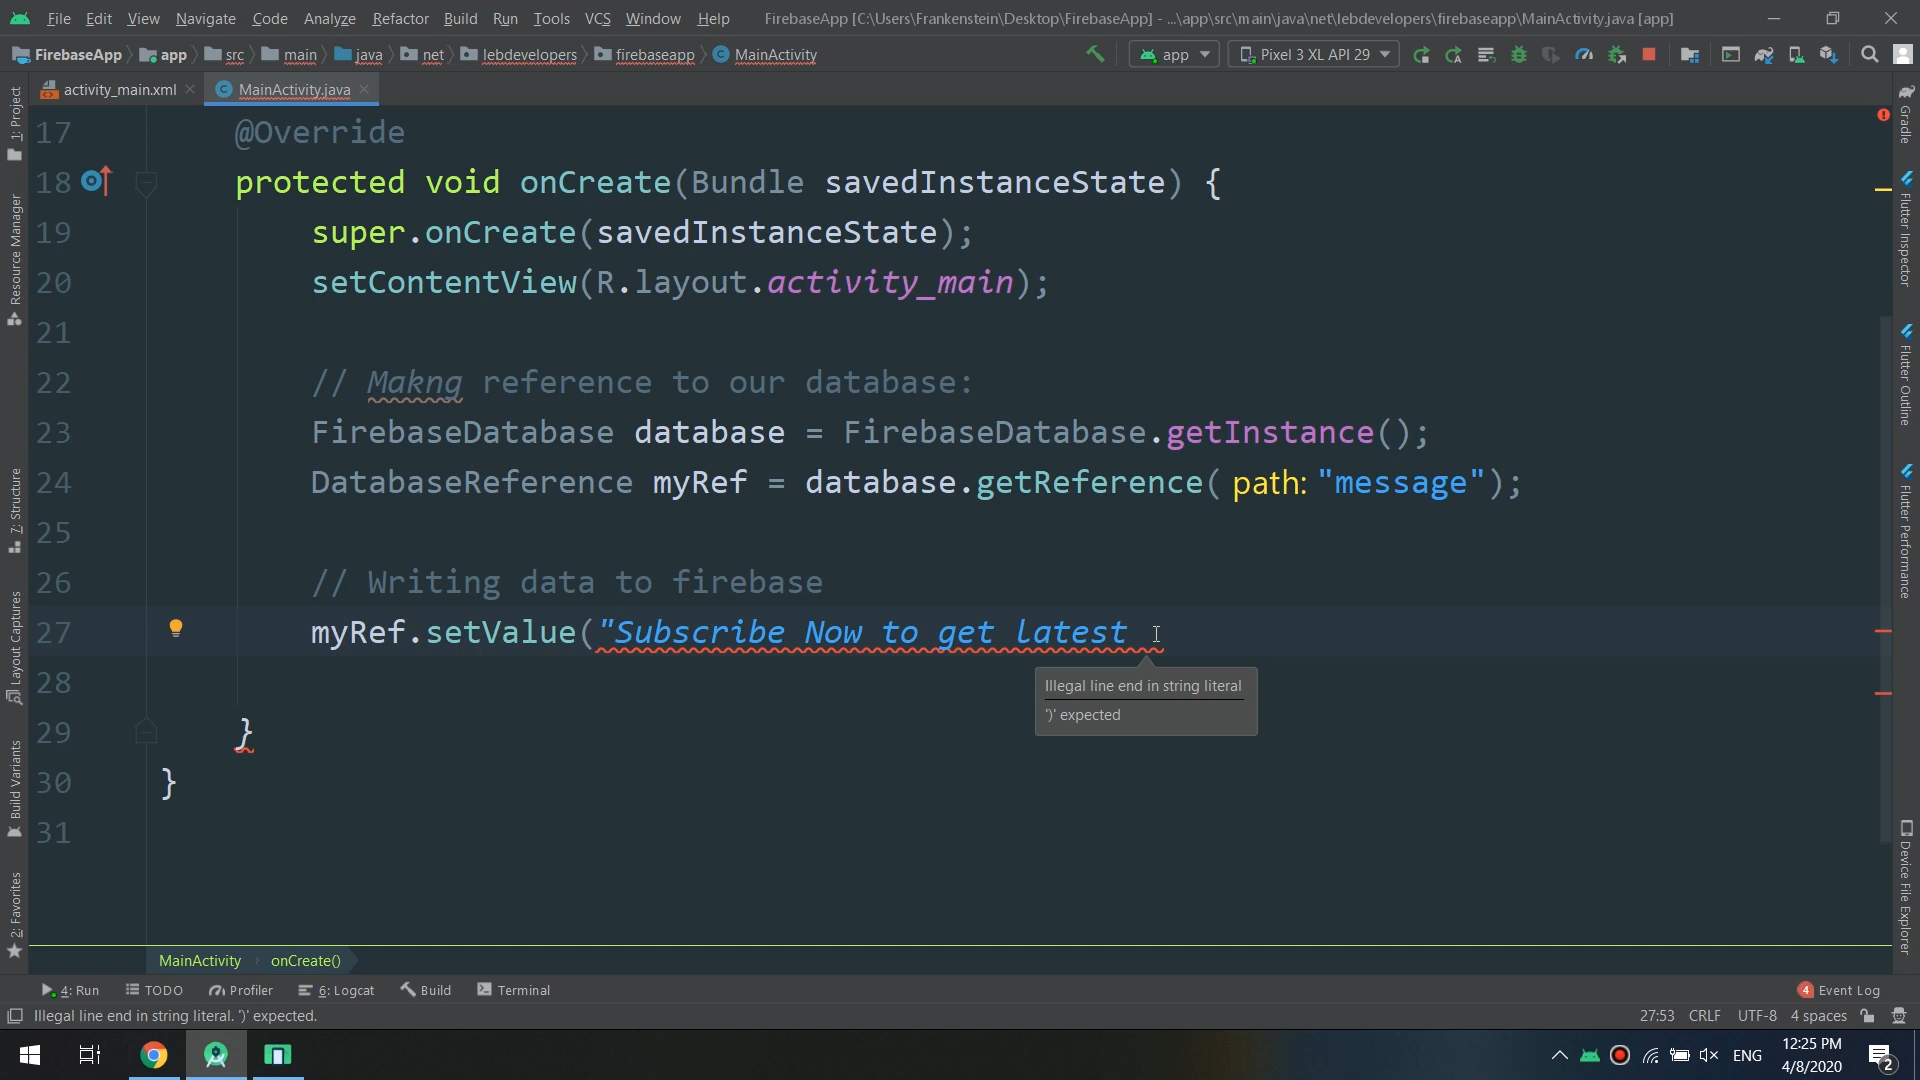 File Edit View Navigate Code Analyze Refactor Build Run Tools VCS Window Help FirebaseApp [C:\Users\Frankenstein\Desktop\FirebaseApp] - ...\app\src\main\java\net\lebdevelopers\firebaseapp\MainActivity.java [app]
FirebaseApp app src main java net lebdevelopers firebaseapp MainActivity app Pixel 3 XL API 29
activity_main.xml MainActivity.java
17 @Override
18 protected void onCreate(Bundle savedInstanceState) {
19 super.onCreate(savedInstanceState);
20 setContentView(R.layout.activity_main);
21
22 // Makng reference to our database:
23 FirebaseDatabase database = FirebaseDatabase.getInstance();
24 DatabaseReference myRef = database.getReference( path: "message");
25
26 // Writing data to firebase
27 myRef.setValue("Subscribe Now to get latest
28
Illegal line end in string literal
')' expected
29 }
30 }
31
1: Project
Resource Manager
7: Structure
Layout Captures
Build Variants
2: Favorites
Gradle
Flutter Inspector
Flutter Outline
Flutter Performance
Device File Explorer
MainActivity onCreate()
4: Run TODO Profiler 6: Logcat Build Terminal 4 Event Log
Illegal line end in string literal. ')' expected. 27:53 CRLF UTF-8 4 spaces
ENG 12:25 PM
4/8/2020 2